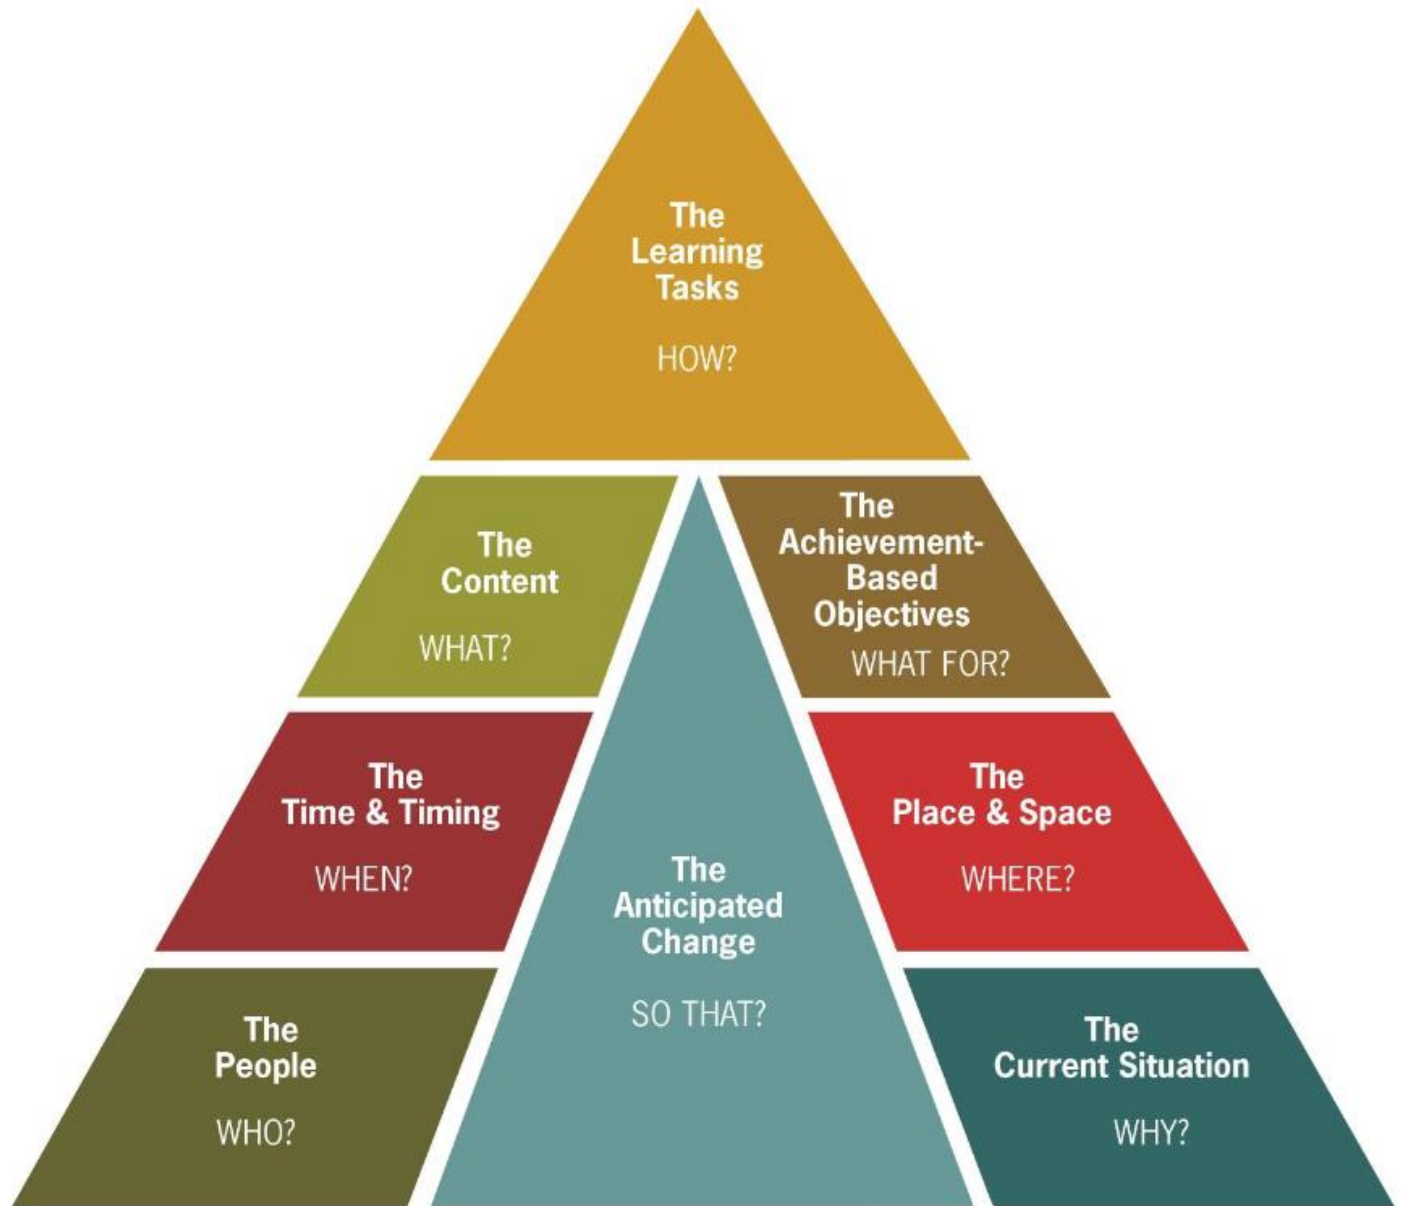 The
Learning
Tasks
HOW?
The
Content
WHAT?
The
Achievement-
Based
Objectives
WHAT FOR?
The
Time & Timing
WHEN?
The
Place & Space
WHERE?
The
Anticipated
Change
SO THAT?
The
People
WHO?
The
Current Situation
WHY?